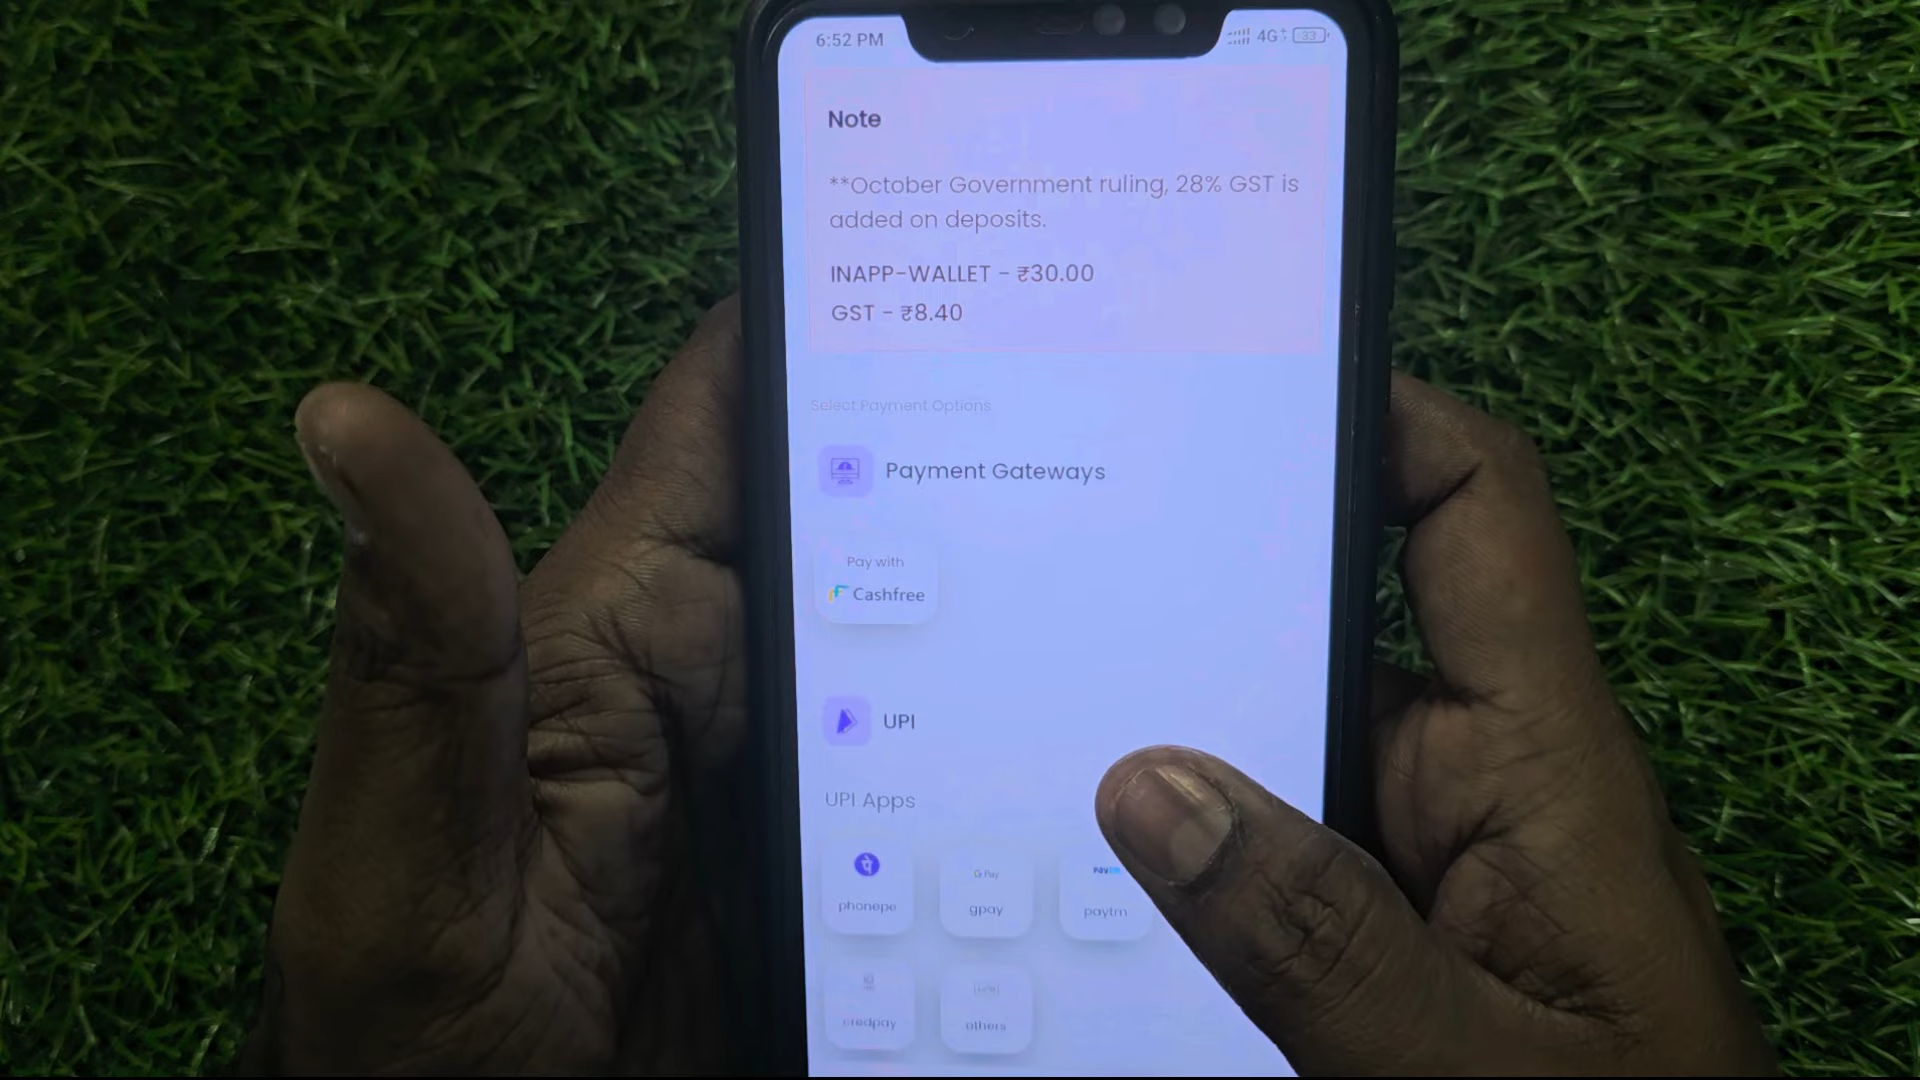 6:52 PM
4G+ 33
Note
**October Government ruling, 28% GST is
added on deposits.
INAPP-WALLET - ₹30.00
GST - ₹8.40
Select Payment Options
Payment Gateways
Pay with
Cashfree
UPI
UPI Apps
पे
G Pay
Paytm
phonepe
gpay
paytm
credpay
others